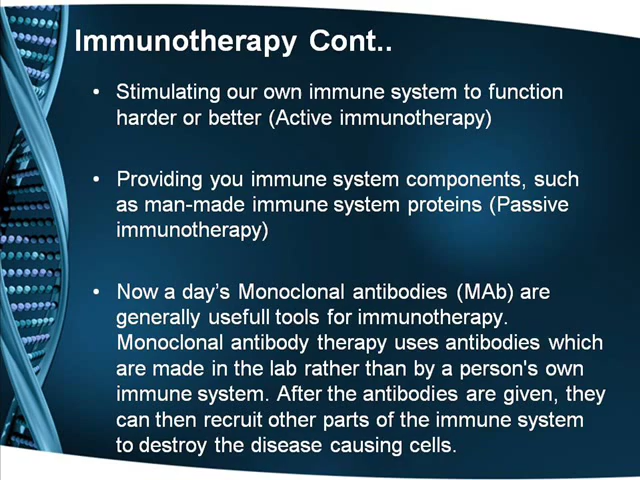 Immunotherapy Cont..
• Stimulating our own immune system to function
harder or better (Active immunotherapy)
• Providing you immune system components, such
as man-made immune system proteins (Passive
immunotherapy)
• Now a day’s Monoclonal antibodies (MAb) are
generally usefull tools for immunotherapy.
Monoclonal antibody therapy uses antibodies which
are made in the lab rather than by a person's own
immune system. After the antibodies are given, they
can then recruit other parts of the immune system
to destroy the disease causing cells.